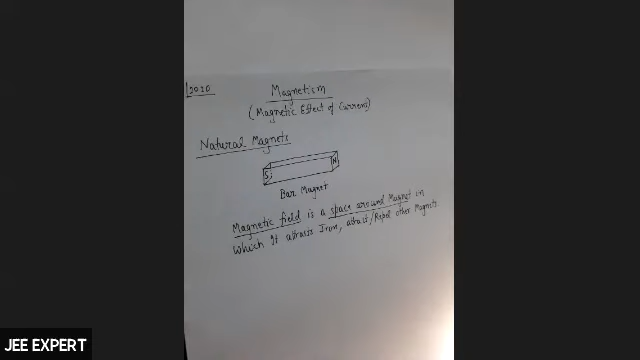 2020
Magnetism
(Magnetic Effect of Current)
Natural Magnets
S
N
Bar Magnet
Magnetic field is a space around Magnet in
Which It attracts Iron, attract/Repel other Magnets
JEE EXPERT